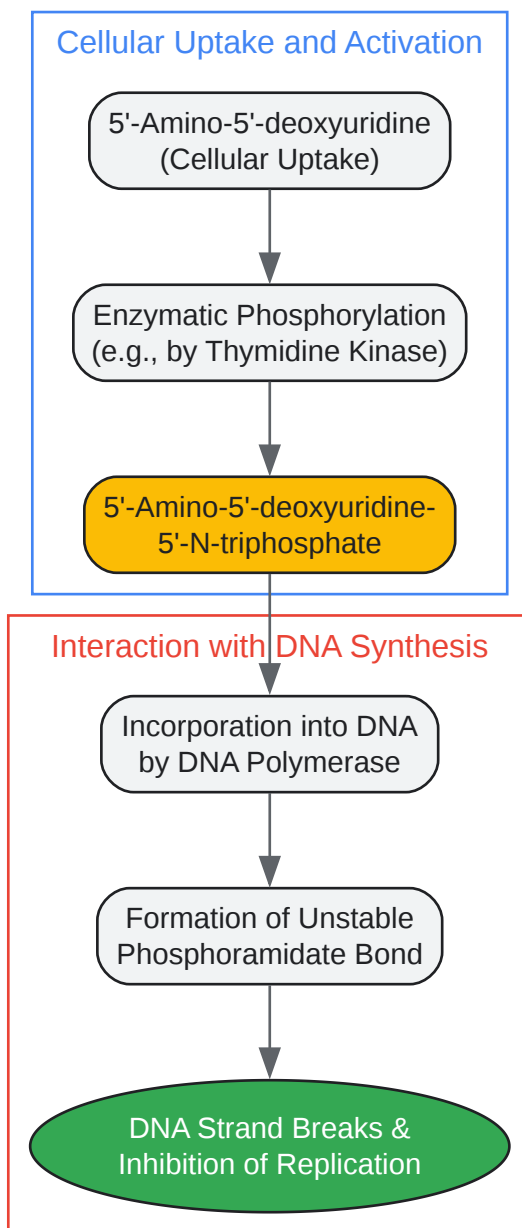 Cellular Uptake and Activation
5'-Amino-5'-deoxyuridine
(Cellular Uptake)
Enzymatic Phosphorylation
(e.g., by Thymidine Kinase)
5'-Amino-5'-deoxyuridine-
5'-N-triphosphate
Interaction with DNA Synthesis
Incorporation into DNA
by DNA Polymerase
Formation of Unstable
Phosphoramidate Bond
DNA Strand Breaks &
Inhibition of Replication